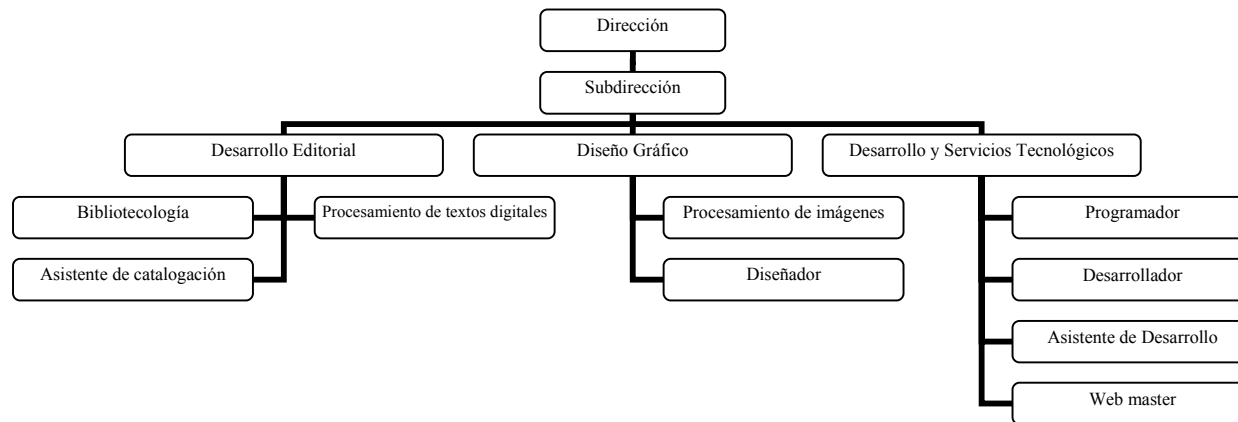 Dirección
Subdirección
Desarrollo Editorial
Diseño Gráfico
Desarrollo y Servicios Tecnológicos
Bibliotecología
Procesamiento de textos digitales
Procesamiento de imágenes
Programador
Asistente de catalogación
Diseñador
Desarrollador
Asistente de Desarrollo
Web master